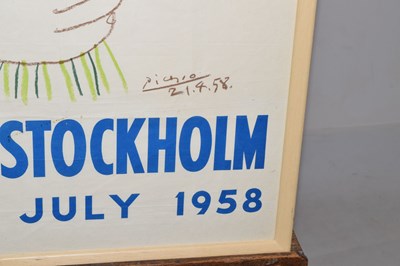 Picasso
21.4.58.
STOCKHOLM
JULY 1958